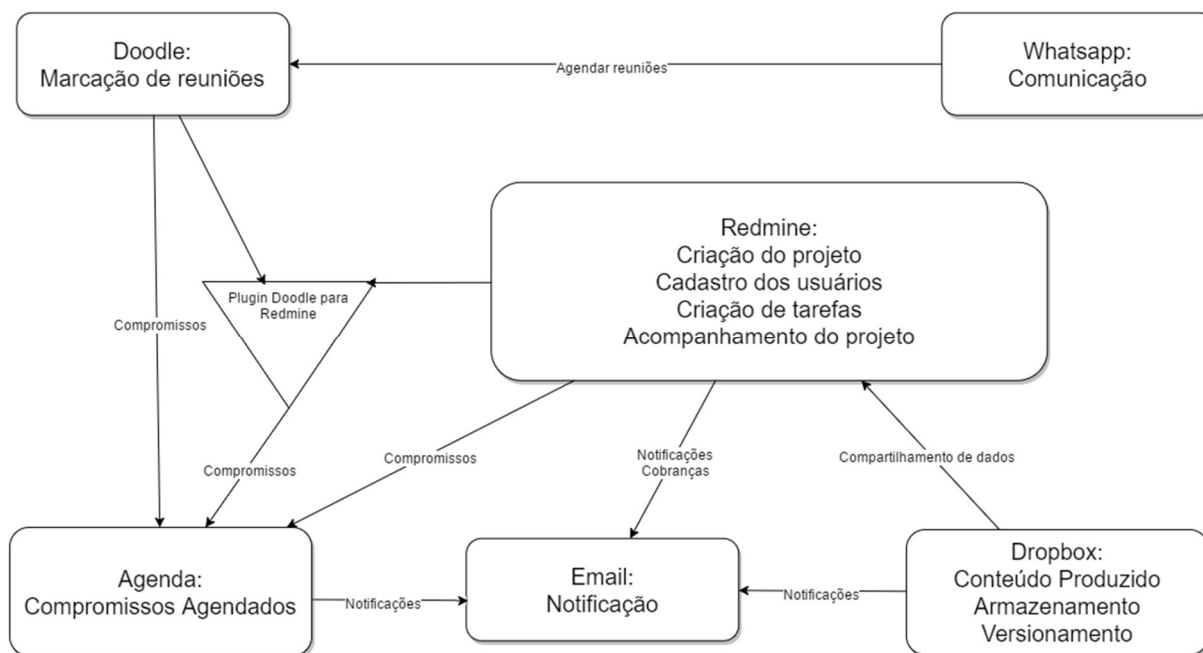 Doodle:
Marcação de reuniões
Agendar reuniões
Whatsapp:
Comunicação
Redmine:
Criação do projeto
Cadastro dos usuários
Criação de tarefas
Acompanhamento do projeto
Plugin Doodle para
Redmine
Compromissos
Compromissos
Compromissos
Notificações
Cobranças
Compartilhamento de dados
Agenda:
Compromissos Agendados
Notificações
Email:
Notificação
Notificações
Dropbox:
Conteúdo Produzido
Armazenamento
Versionamento